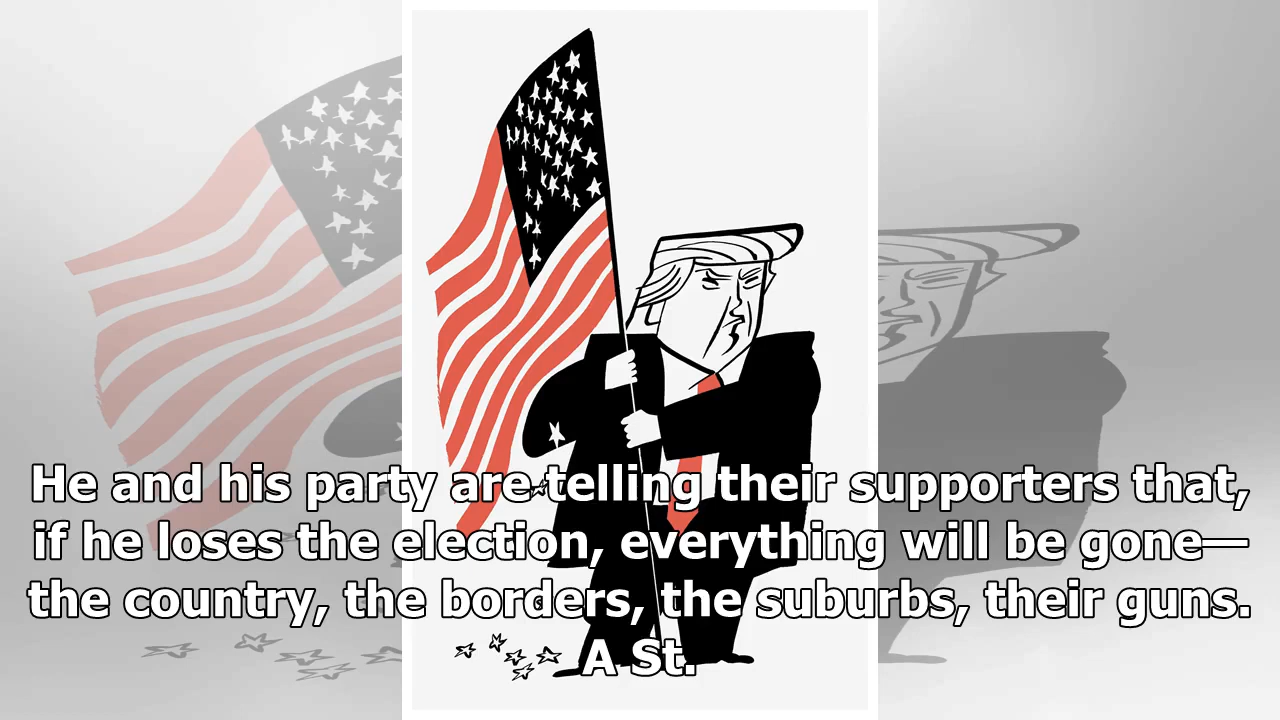 He and his party are telling their supporters that,
if he loses the election, everything will be gone—
the country, the borders, the suburbs, their guns.
A St.